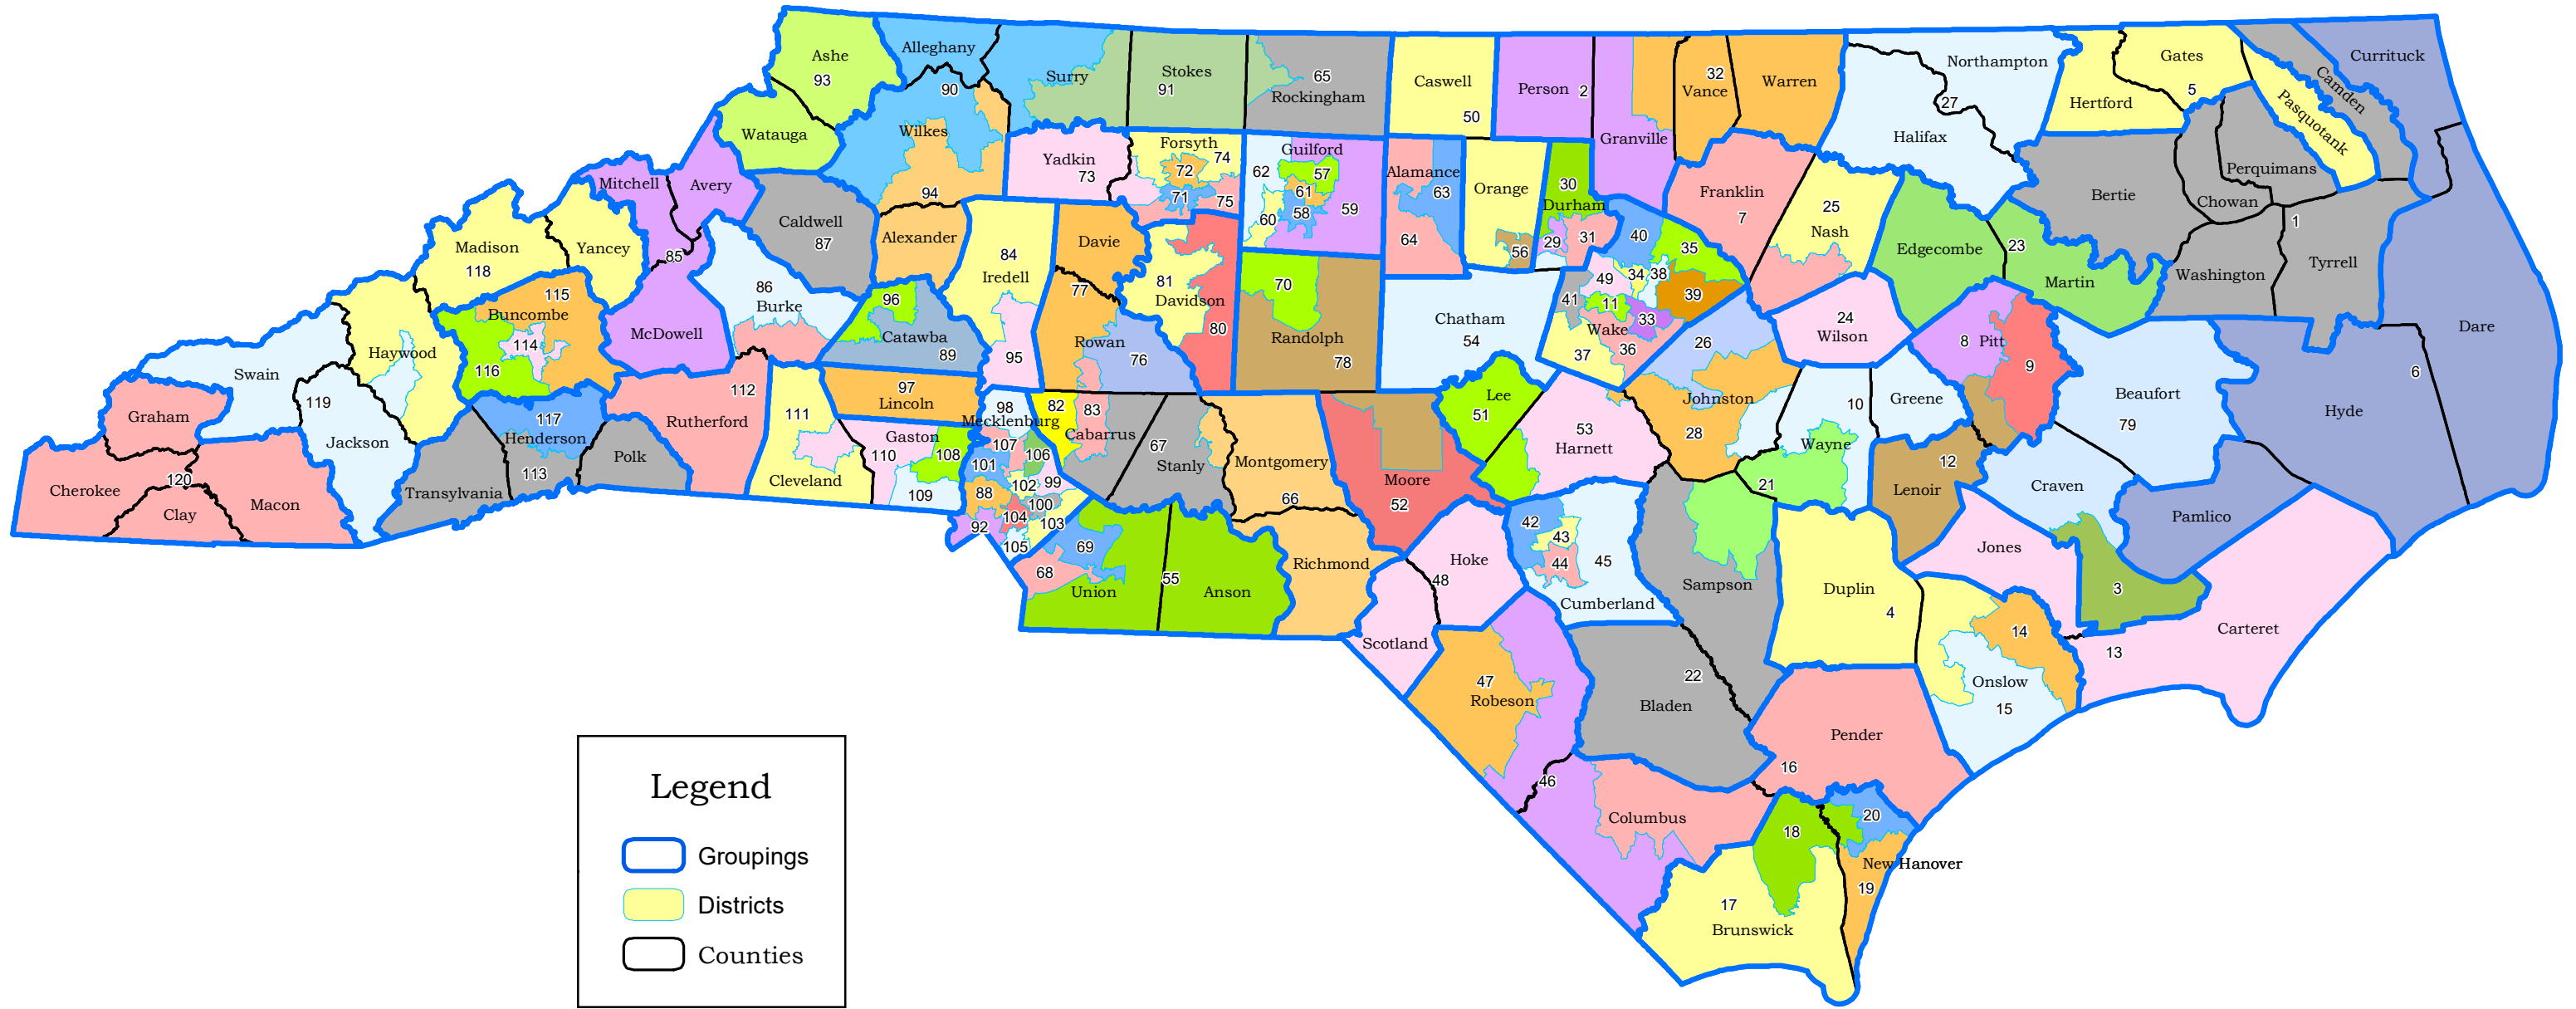 Ashe
93
Alleghany
90
Surry
Stokes
91
65
Rockingham
Caswell
50
Person
2
Granville
32
Vance
Warren
Northampton
27
Halifax
Gates
5
Hertford
Pasquotank
Camden
Currituck
Watauga
Wilkes
94
Yadkin
73
Forsyth
74
72
71
75
Guilford
62
57
61
60
58
59
Alamance
63
64
Orange
56
30
Durham
29
31
Franklin
7
25
Nash
Edgecombe
23
Martin
Bertie
Perquimans
Chowan
1
Washington
Tyrrell
Dare
6
Mitchell
Avery
85
Caldwell
87
Alexander
84
Iredell
95
Davie
77
81
Davidson
80
70
Randolph
78
Chatham
54
40
35
49
34
38
41
11
39
33
Wake
36
37
26
Johnston
28
24
Wilson
8
Pitt
9
Beaufort
79
Hyde
Madison
118
Yancey
115
Buncombe
114
116
McDowell
86
Burke
96
Catawba
89
Rowan
76
Haywood
Swain
119
Jackson
Graham
Cherokee
120
Clay
Macon
Transylvania
117
Henderson
113
Polk
112
Rutherford
111
Cleveland
97
Lincoln
Gaston
110
108
109
98
Mecklenburg
107
106
101
102
99
88
100
104
103
92
105
82
83
Cabarrus
67
Stanly
Montgomery
66
Moore
52
Lee
51
53
Harnett
10
Greene
Wayne
21
12
Lenoir
Craven
Pamlico
3
Jones
Carteret
13
68
69
Union
55
Anson
Richmond
Hoke
48
Scotland
42
43
44
45
Cumberland
Sampson
Duplin
4
14
Onslow
15
47
Robeson
22
Bladen
46
Columbus
Pender
16
18
20
New Hanover
19
17
Brunswick
Legend
Groupings
Districts
Counties